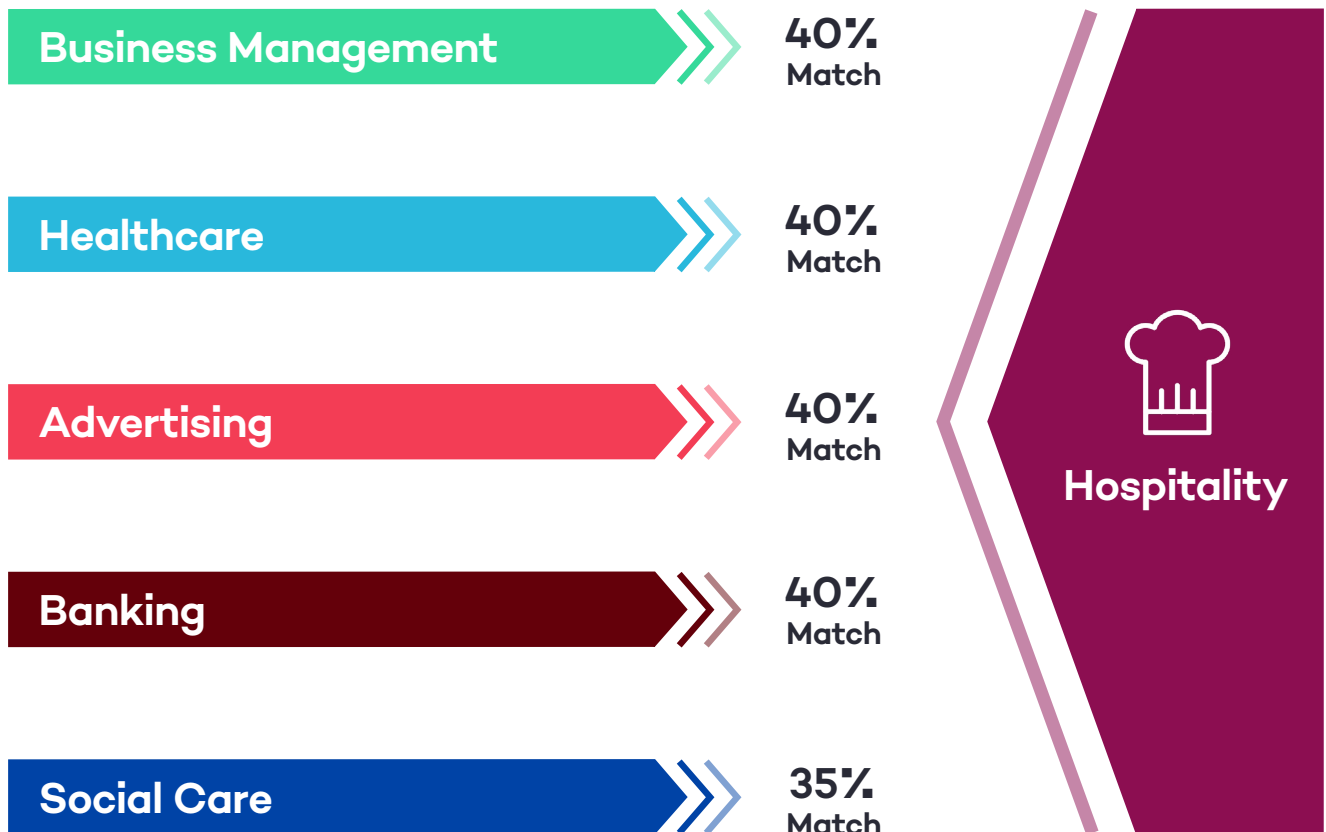 Business Management
40%
Match
Healthcare
40%
Match
Advertising
40%
Match
Hospitality
Banking
40%
Match
Social Care
35%
Match